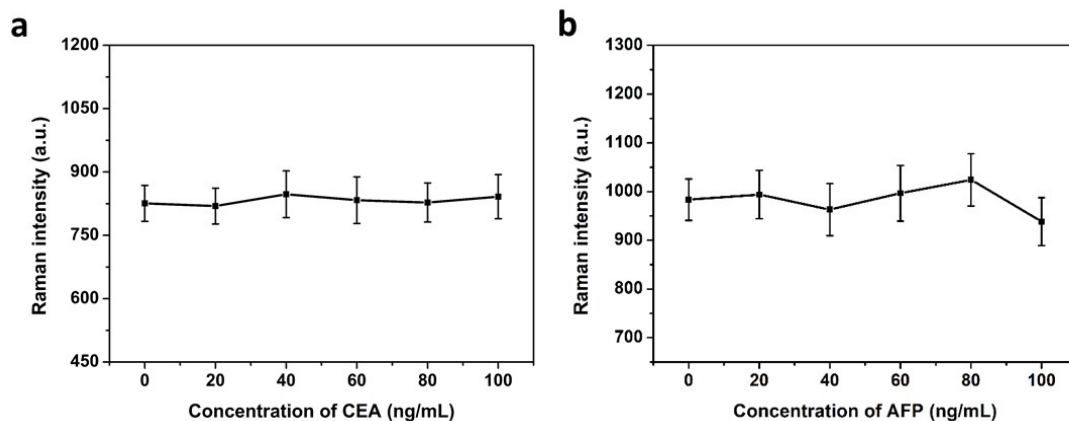 a
1200
1050
900
750
600
450
Raman intensity (a.u.)
0 20 40 60 80 100
Concentration of CEA (ng/mL)
b
1300
1200
1100
1000
900
800
700
Raman intensity (a.u.)
0 20 40 60 80 100
Concentration of AFP (ng/mL)